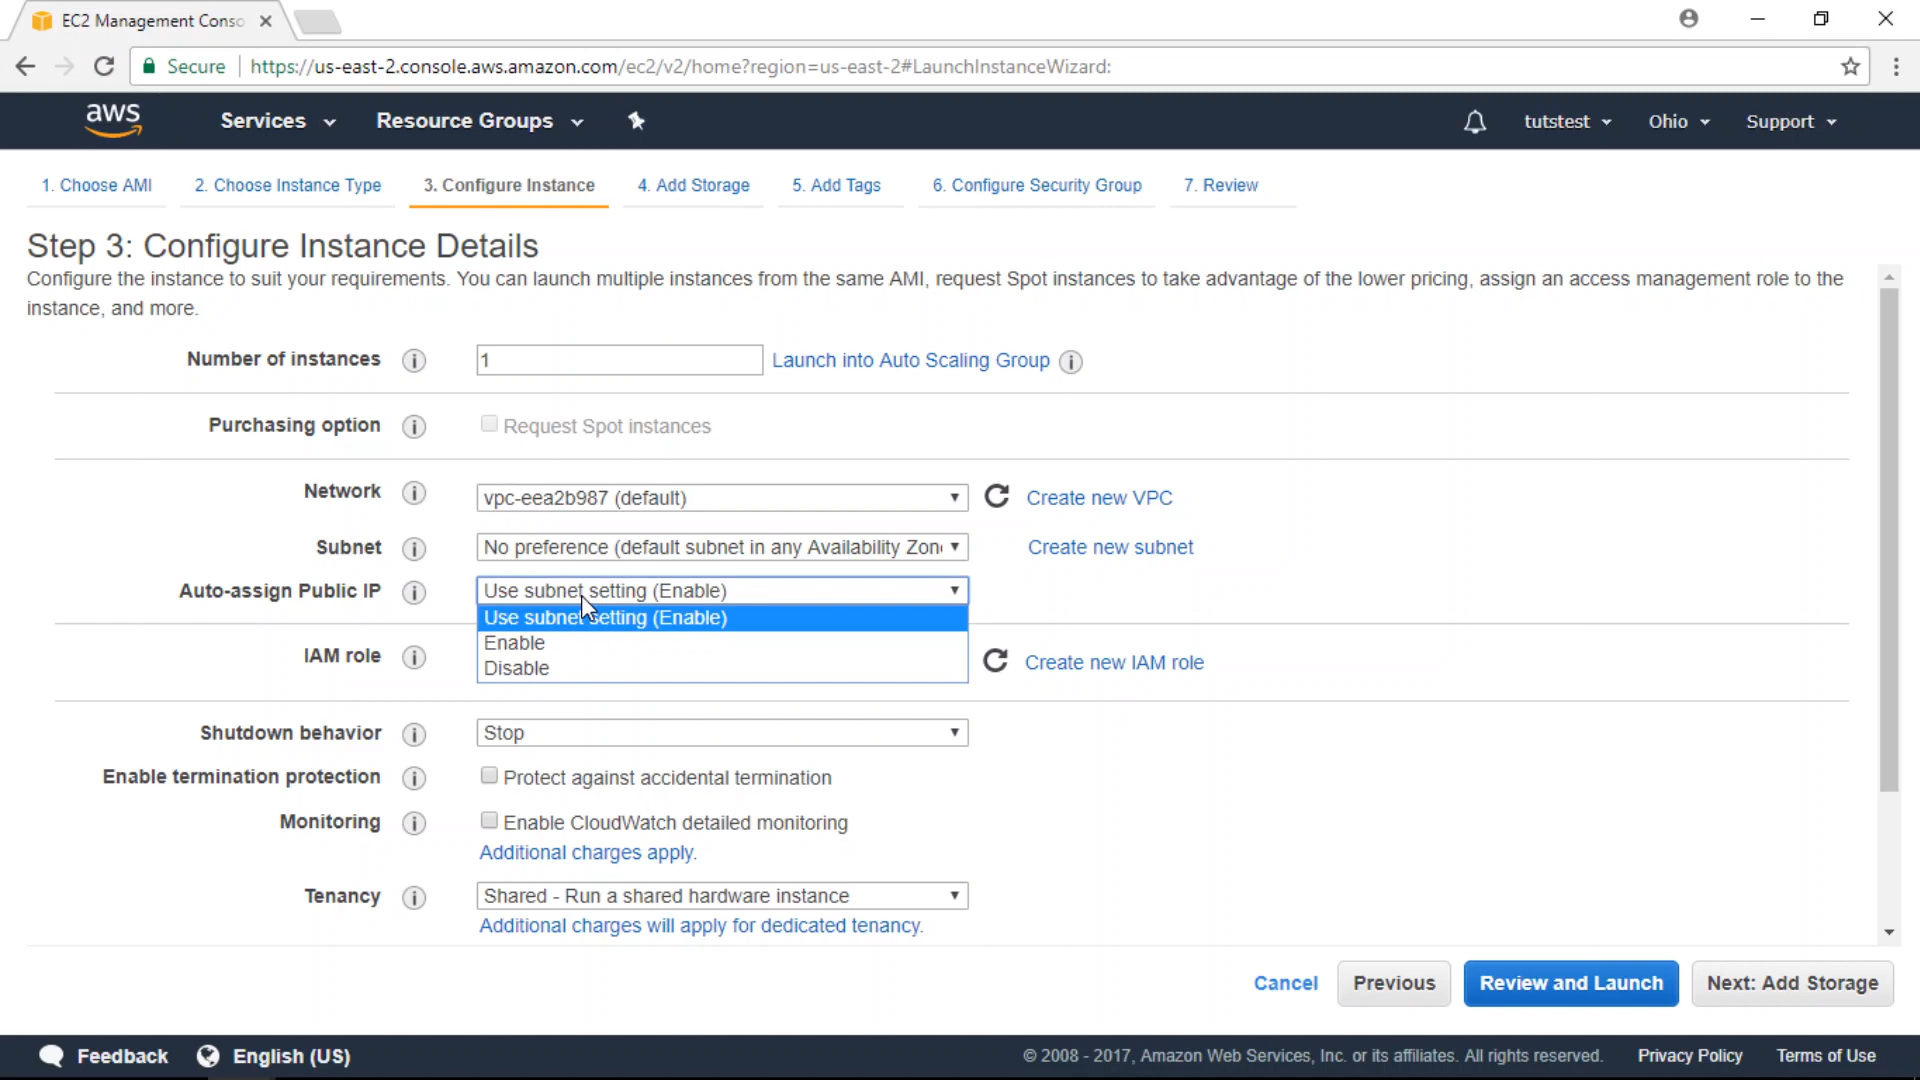 EC2 Management Conso
Secure
https://us-east-2.console.aws.amazon.com/ec2/v2/home?region=us-east-2#LaunchInstanceWizard:
aws
Services
Resource Groups
tutstest
Ohio
Support
1. Choose AMI
2. Choose Instance Type
3. Configure Instance
4. Add Storage
5. Add Tags
6. Configure Security Group
7. Review
Step 3: Configure Instance Details
Configure the instance to suit your requirements. You can launch multiple instances from the same AMI, request Spot instances to take advantage of the lower pricing, assign an access management role to the
instance, and more.
Number of instances
1
Launch into Auto Scaling Group
Purchasing option
Request Spot instances
Network
vpc-eea2b987 (default)
Create new VPC
Subnet
No preference (default subnet in any Availability Zon
Create new subnet
Auto-assign Public IP
Use subnet setting (Enable)
Use subnet setting (Enable)
Enable
Disable
IAM role
Create new IAM role
Shutdown behavior
Stop
Enable termination protection
Protect against accidental termination
Monitoring
Enable CloudWatch detailed monitoring
Additional charges apply.
Tenancy
Shared - Run a shared hardware instance
Additional charges will apply for dedicated tenancy.
Cancel
Previous
Review and Launch
Next: Add Storage
Feedback
English (US)
© 2008 - 2017, Amazon Web Services, Inc. or its affiliates. All rights reserved.
Privacy Policy
Terms of Use